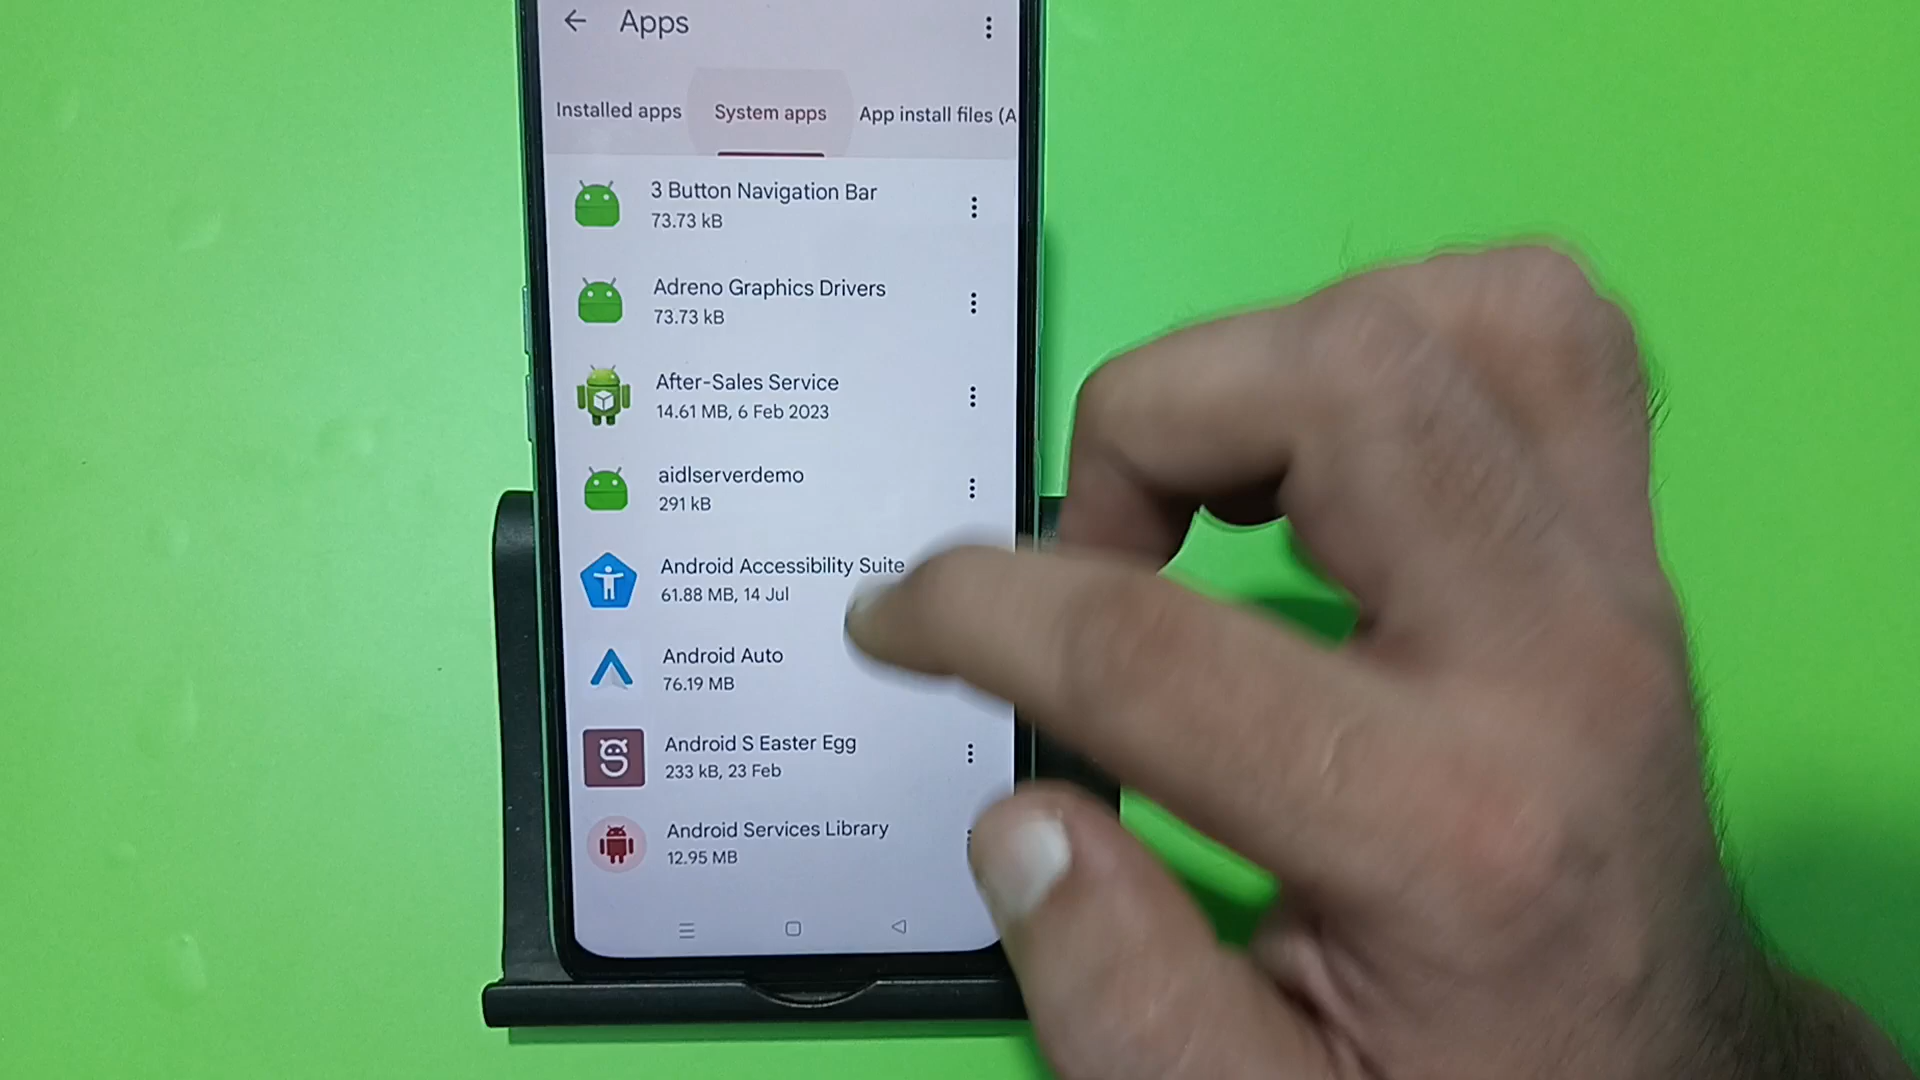 Apps
Installed apps
System apps
App install files (A
3 Button Navigation Bar
73.73 kB
Adreno Graphics Drivers
73.73 kB
After-Sales Service
14.61 MB, 6 Feb 2023
aidlserverdemo
291 kB
Android Accessibility Suite
61.88 MB, 14 Jul
Android Auto
76.19 MB
Android S Easter Egg
233 kB, 23 Feb
Android Services Library
12.95 MB